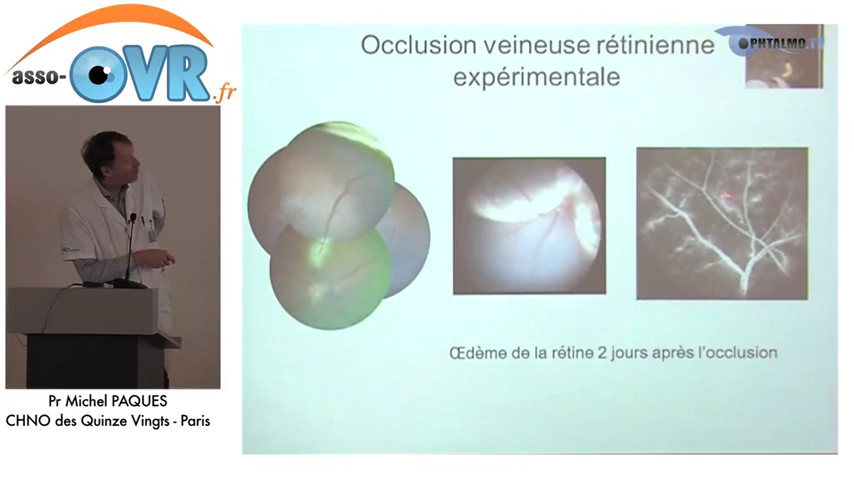 asso-OVR.fr
Occlusion veineuse rétinienne
expérimentale
OPHTALMO.TV
Œdème de la rétine 2 jours après l'occlusion
Pr Michel PAQUES
CHNO des Quinze Vingts - Paris